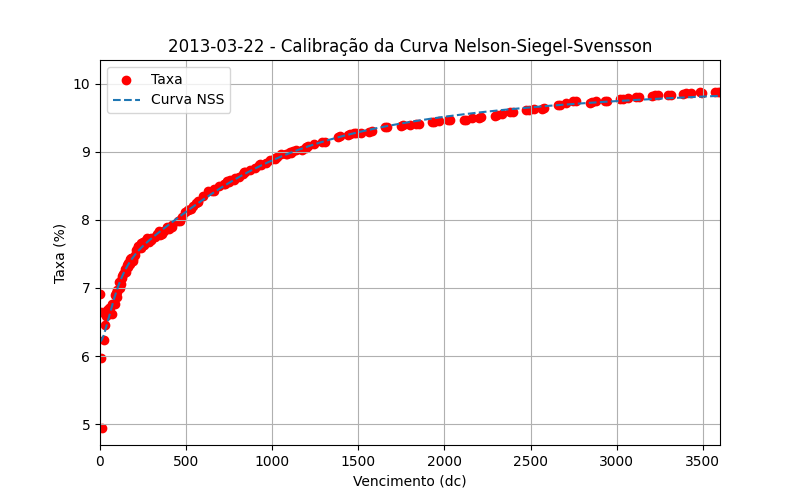 2013-03-22 - Calibração da Curva Nelson-Siegel-Svensson
Taxa
Curva NSS
Taxa (%)
10
9
8
7
6
5
0 500 1000 1500 2000 2500 3000 3500
Vencimento (dc)